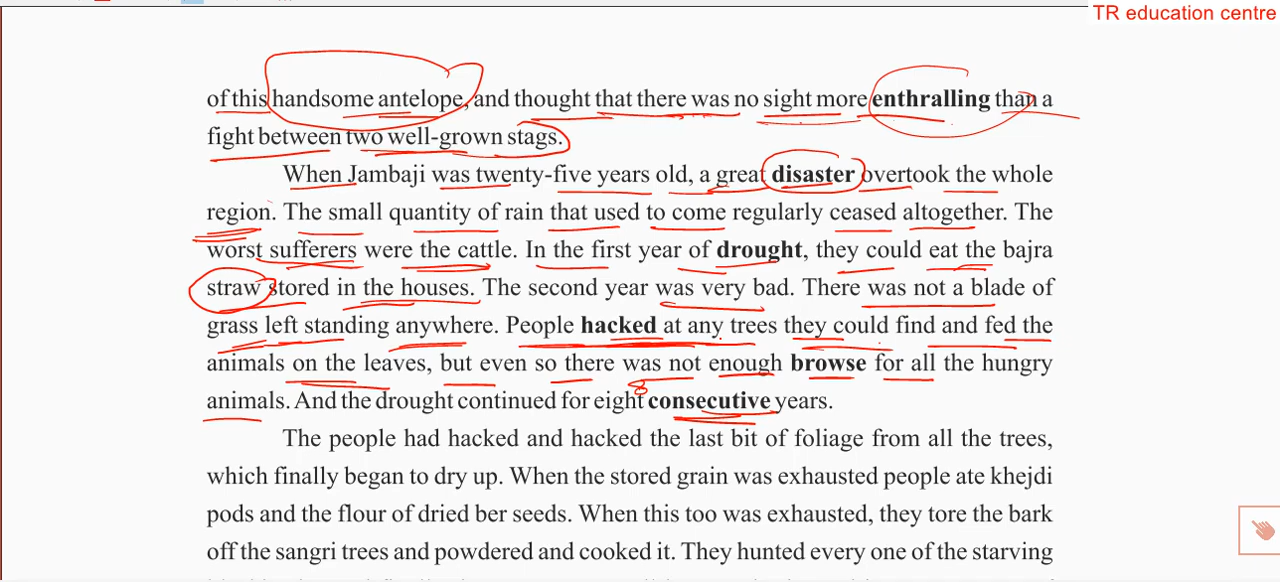 TR education centre
of this handsome antelope, and thought that there was no sight more enthralling than a
fight between two well-grown stags.
When Jambaji was twenty-five years old, a great disaster overtook the whole
region. The small quantity of rain that used to come regularly ceased altogether. The
worst sufferers were the cattle. In the first year of drought, they could eat the bajra
straw stored in the houses. The second year was very bad. There was not a blade of
grass left standing anywhere. People hacked at any trees they could find and fed the
animals on the leaves, but even so there was not enough browse for all the hungry
8
animals. And the drought continued for eight consecutive years.
The people had hacked and hacked the last bit of foliage from all the trees,
which finally began to dry up. When the stored grain was exhausted people ate khejdi
pods and the flour of dried ber seeds. When this too was exhausted, they tore the bark
off the sangri trees and powdered and cooked it. They hunted every one of the starving